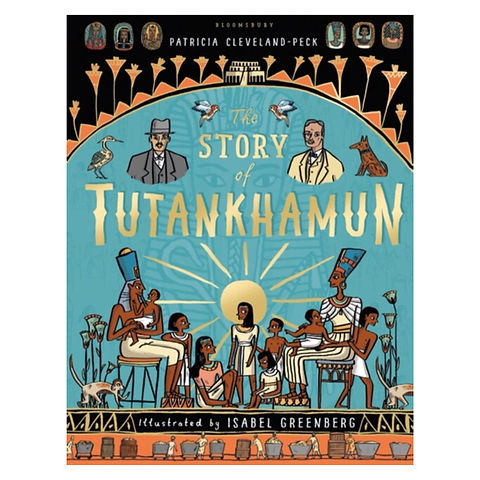 BLOOMSBURY
PATRICIA CLEVELAND-PECK
The
STORY
of
TUTANKHAMUN
Illustrated by ISABEL GREENBERG